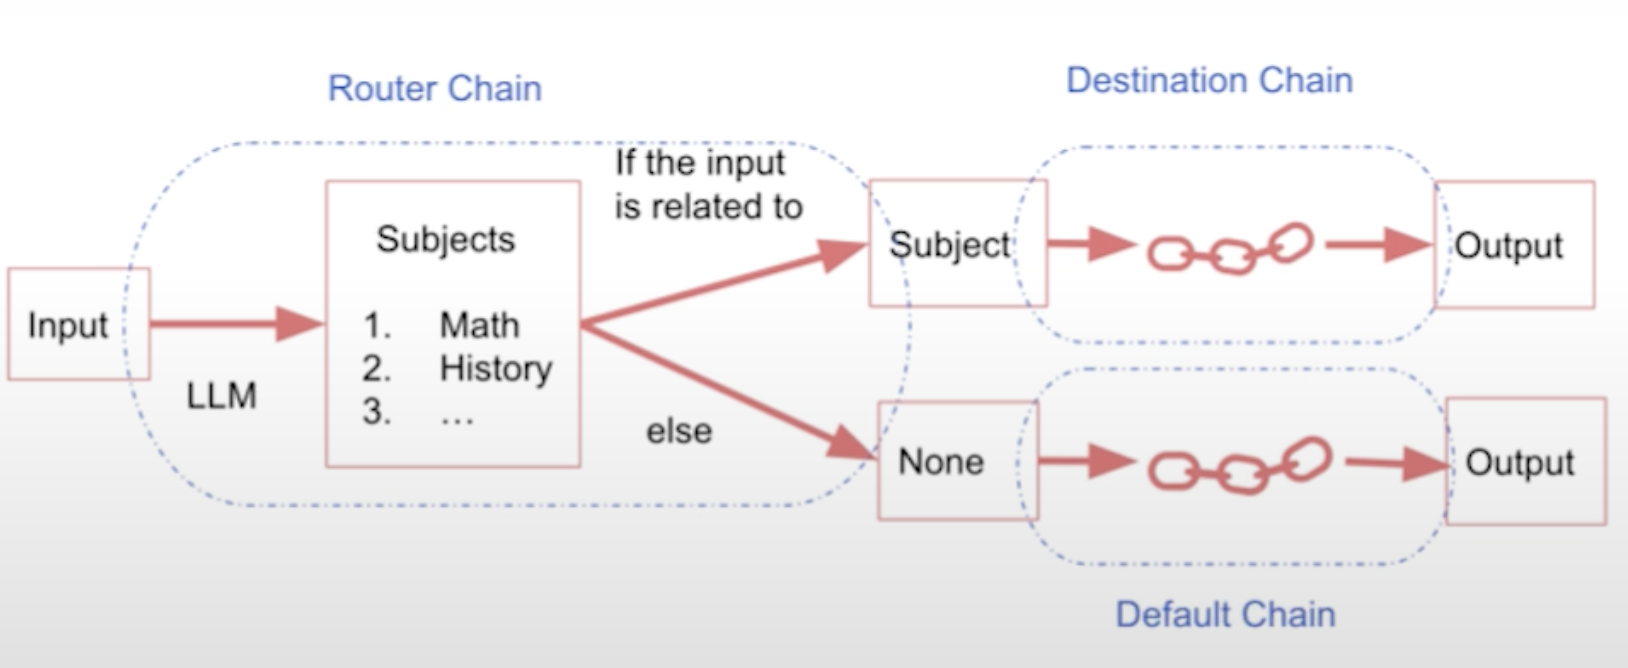 Router Chain
Destination Chain
If the input
is related to
Subjects
Subject
Output
Input
1. Math
2. History
3. …
LLM
else
None
Output
Default Chain